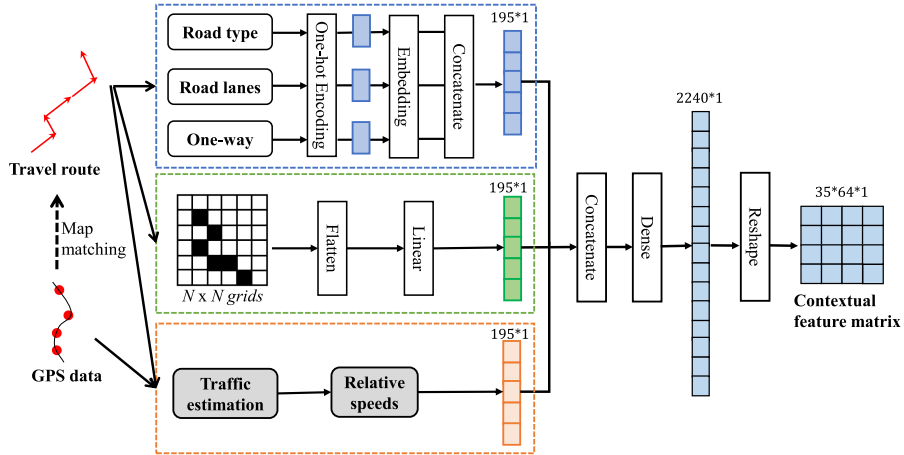 195*1
Road type
Road lanes
One-way
One-hot Encoding
Embedding
Concatenate
Travel route
Map
matching
GPS data
195*1
N x N grids
Flatten
Linear
195*1
Traffic
estimation
Relative
speeds
Concatenate
Dense
2240*1
Reshape
35*64*1
Contextual
feature matrix